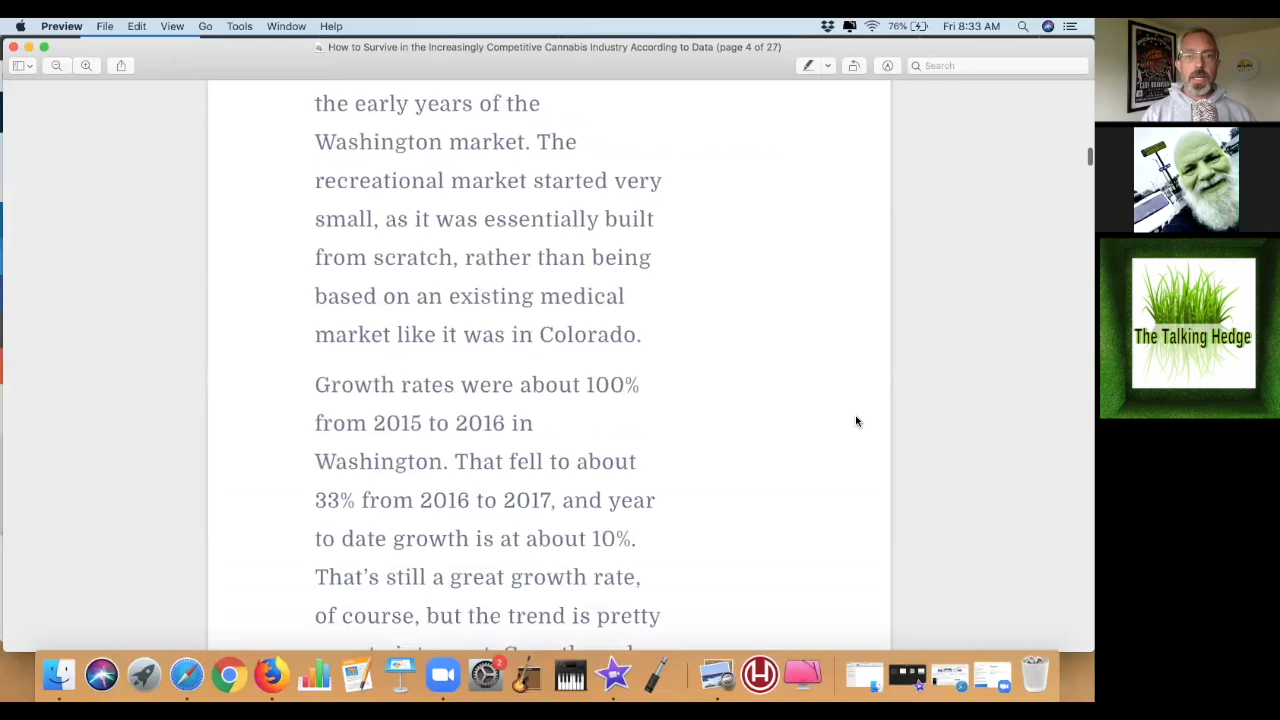 Preview File Edit View Go Tools Window Help
76% Fri 8:33 AM
How to Survive in the Increasingly Competitive Cannabis Industry According to Data (page 4 of 27)
Search
the early years of the
Washington market. The
recreational market started very
small, as it was essentially built
from scratch, rather than being
based on an existing medical
market like it was in Colorado.
Growth rates were about 100%
from 2015 to 2016 in
Washington. That fell to about
33% from 2016 to 2017, and year
to date growth is at about 10%.
That's still a great growth rate,
of course, but the trend is pretty
The Talking Hedge
2
H